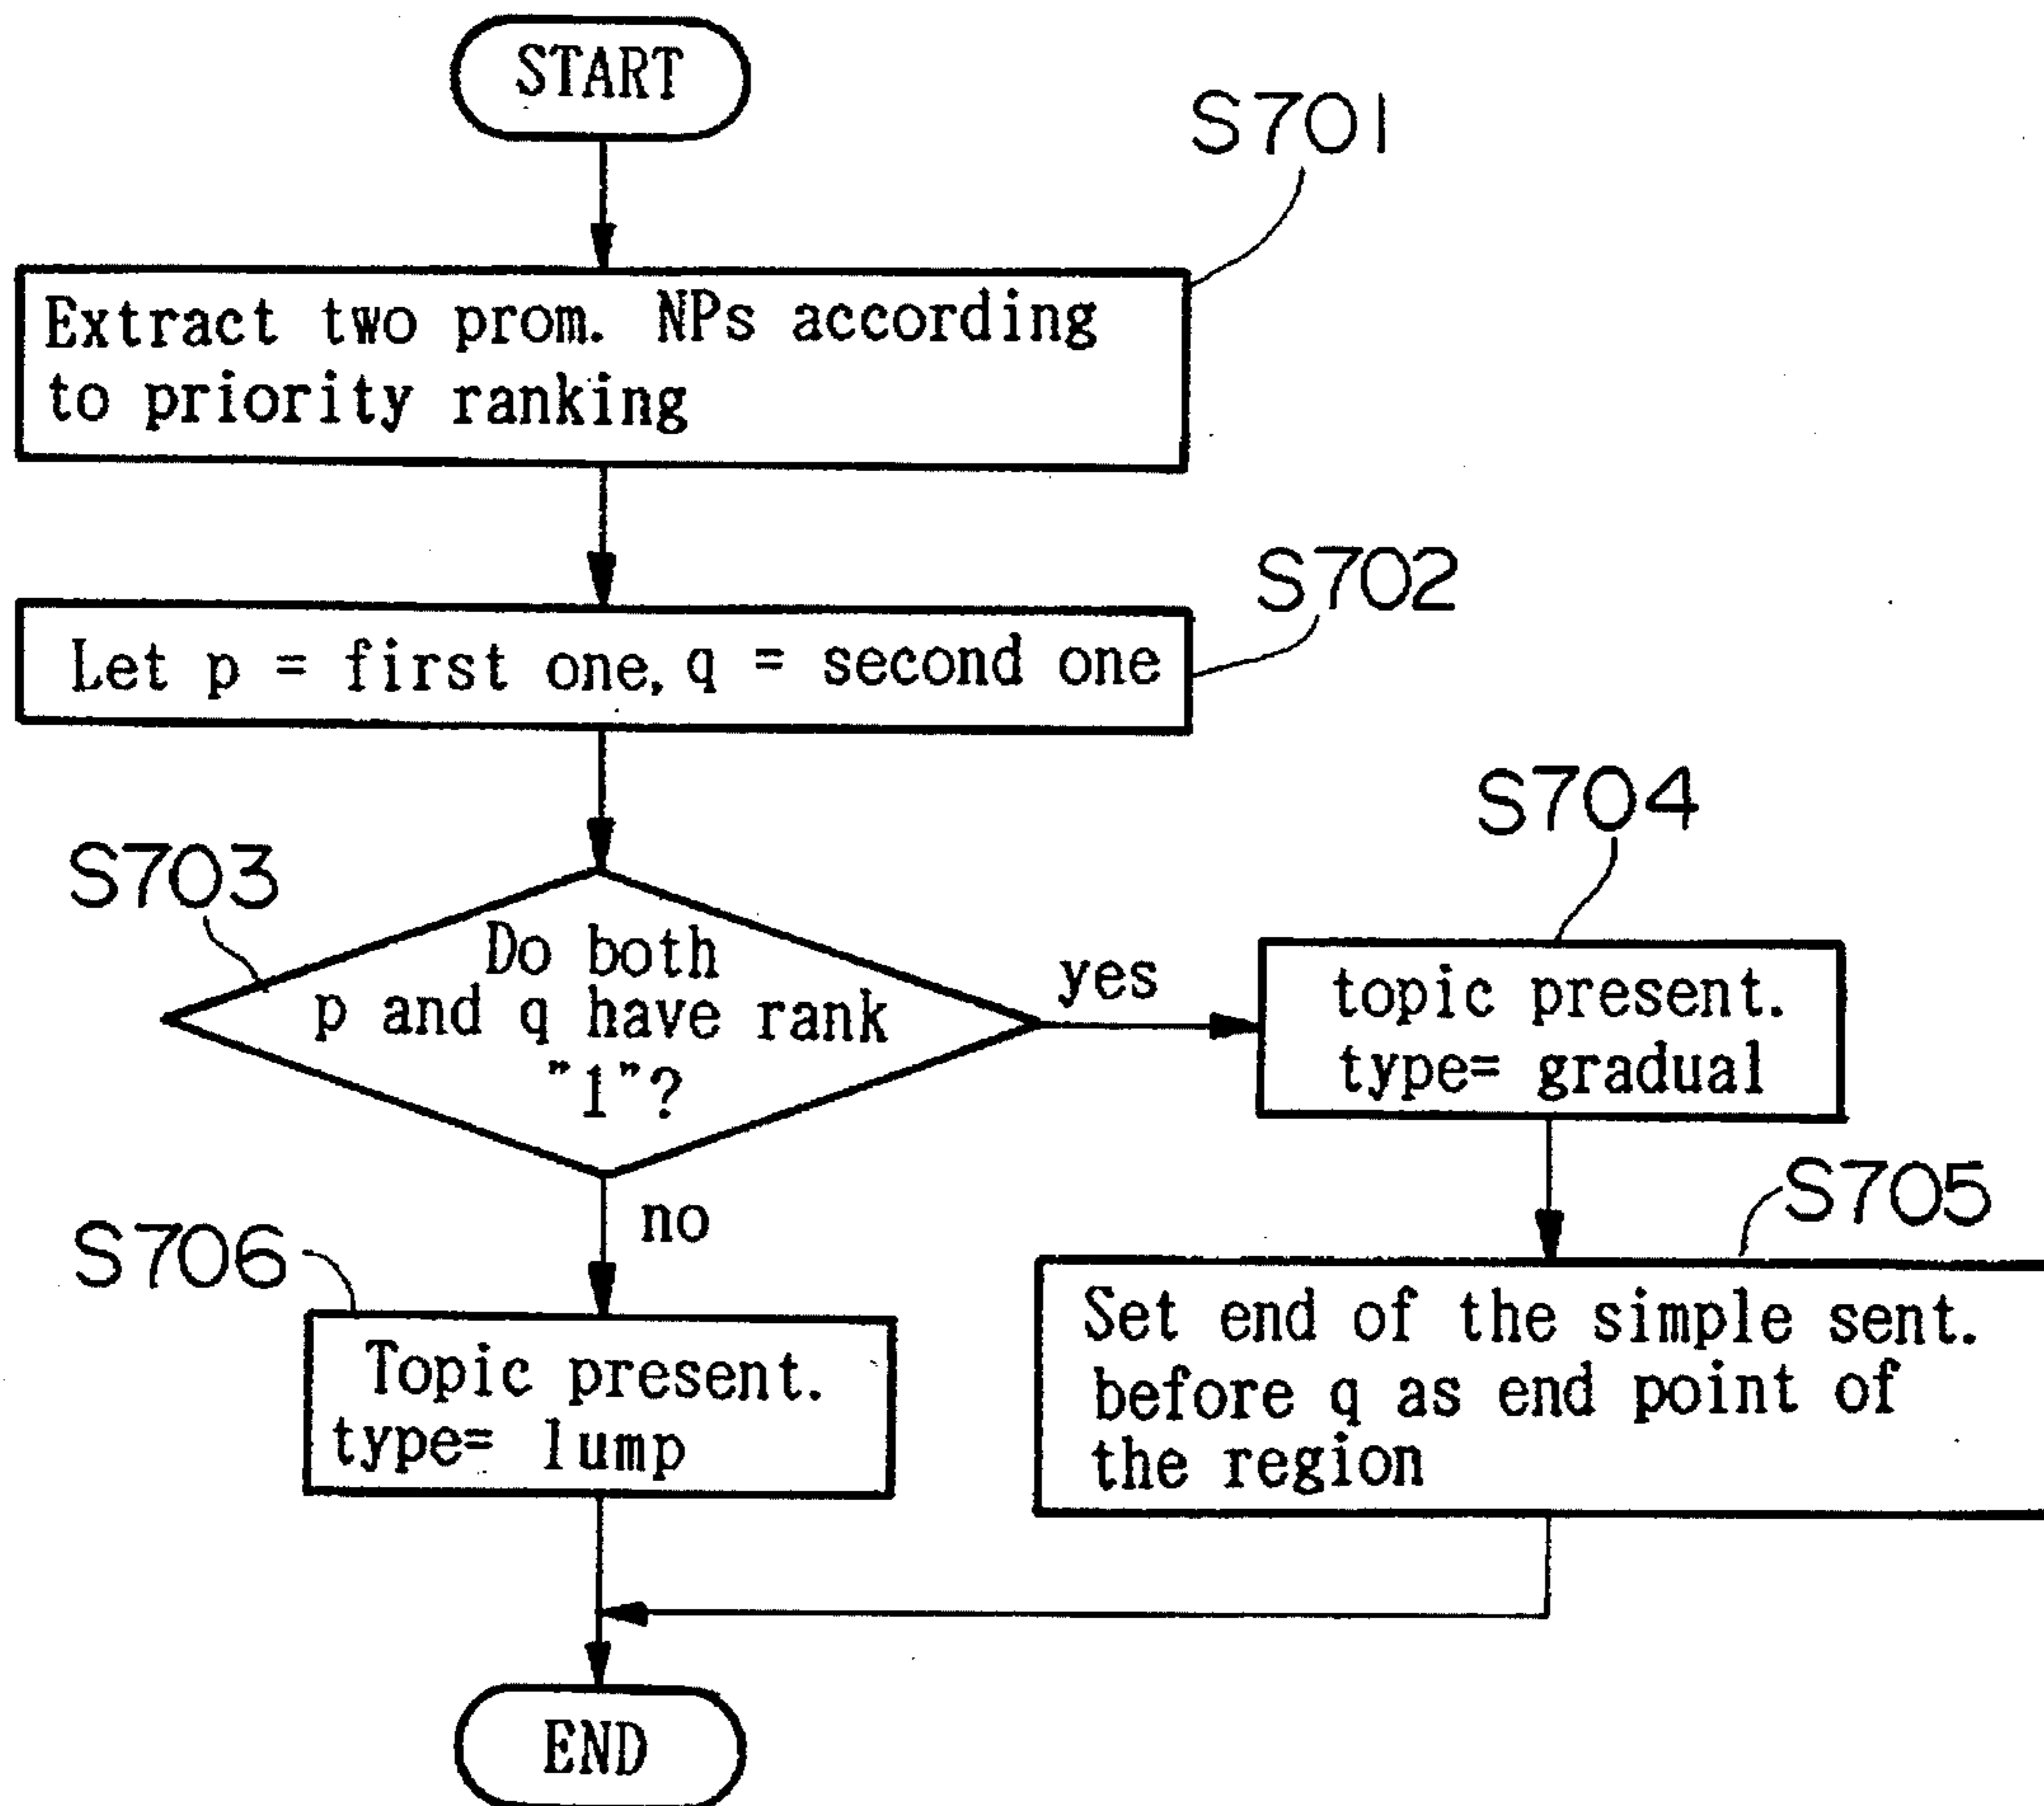 START
S701
Extract two prom. NPs according
to priority ranking
S702
Let p = first one, q = second one
S703
Do both
p and q have rank
"1"?
yes
no
S704
topic present.
type= gradual
S705
Set end of the simple sent.
before q as end point of
the region
S706
Topic present.
type= lump
END